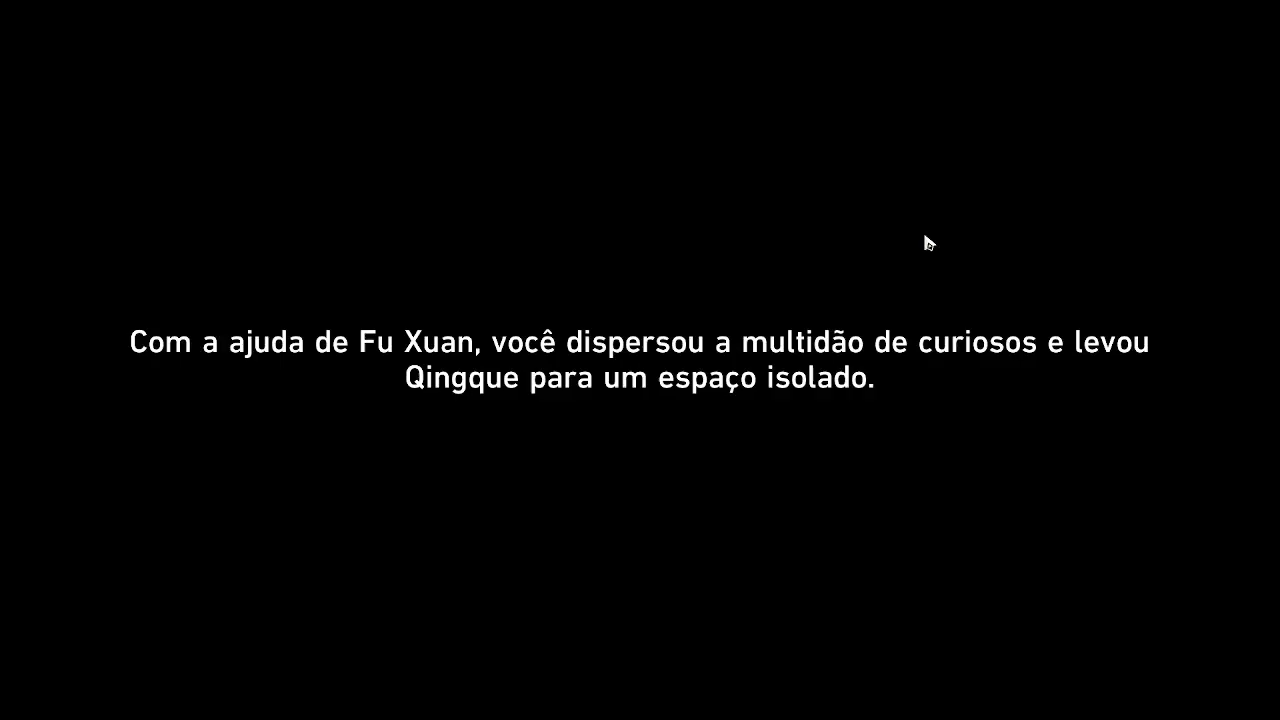 Com a ajuda de Fu Xuan, você dispersou a multidão de curiosos e levou
Qingque para um espaço isolado.